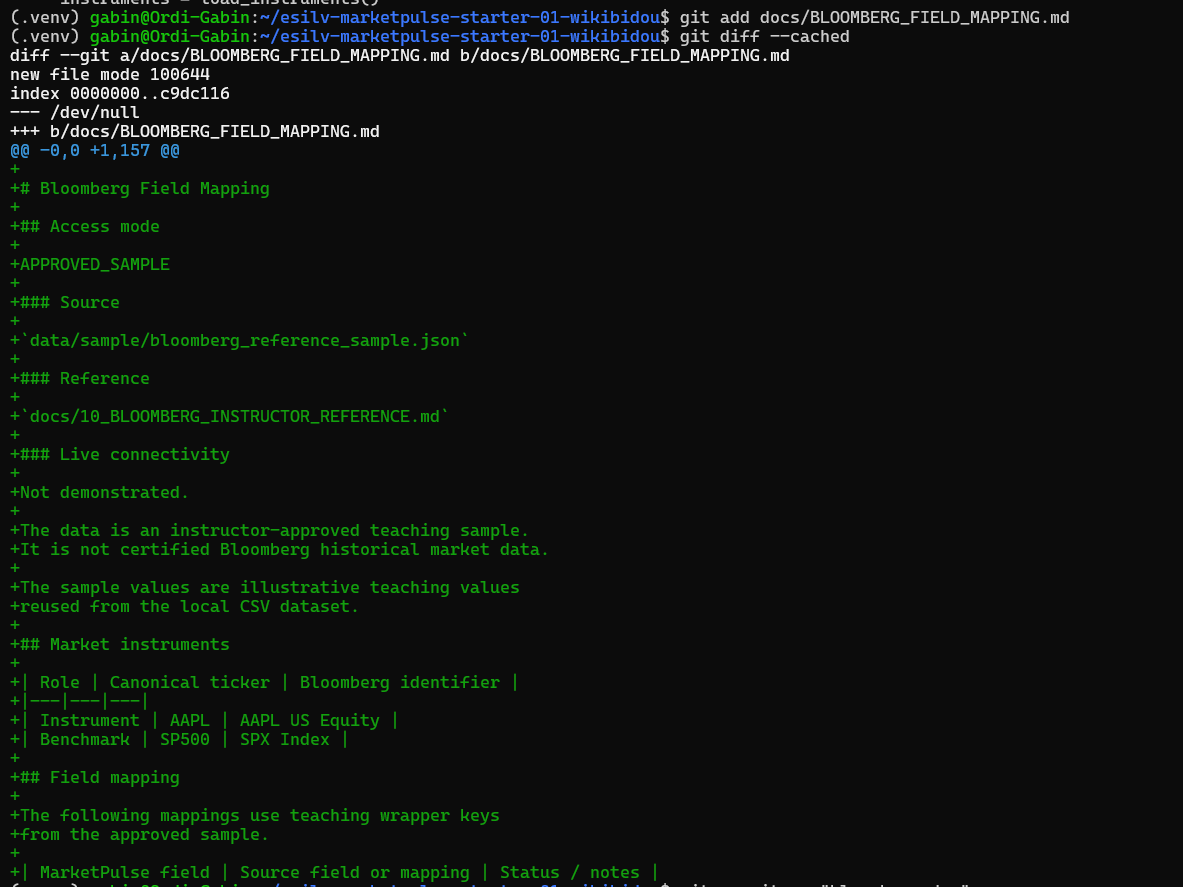 instruments = load_instruments()
(.venv) gabin@Ordi-Gabin:~/esilv-marketpulse-starter-01-wikibidou$ git add docs/BLOOMBERG_FIELD_MAPPING.md
(.venv) gabin@Ordi-Gabin:~/esilv-marketpulse-starter-01-wikibidou$ git diff --cached
diff --git a/docs/BLOOMBERG_FIELD_MAPPING.md b/docs/BLOOMBERG_FIELD_MAPPING.md
new file mode 100644
index 0000000..c9dc116
--- /dev/null
+++ b/docs/BLOOMBERG_FIELD_MAPPING.md
@@ -0,0 +1,157 @@
+
+# Bloomberg Field Mapping
+
+## Access mode
+
+APPROVED_SAMPLE
+
+### Source
+
+`data/sample/bloomberg_reference_sample.json`
+
+### Reference
+
+`docs/10_BLOOMBERG_INSTRUCTOR_REFERENCE.md`
+
+### Live connectivity
+
+Not demonstrated.
+
+The data is an instructor-approved teaching sample.
+It is not certified Bloomberg historical market data.
+
+The sample values are illustrative teaching values
+reused from the local CSV dataset.
+
+## Market instruments
+
+| Role | Canonical ticker | Bloomberg identifier |
+|---|---|---|
+| Instrument | AAPL | AAPL US Equity |
+| Benchmark | SP500 | SPX Index |
+
+## Field mapping
+
+The following mappings use teaching wrapper keys
+from the approved sample.
+
+| MarketPulse field | Source field or mapping | Status / notes |